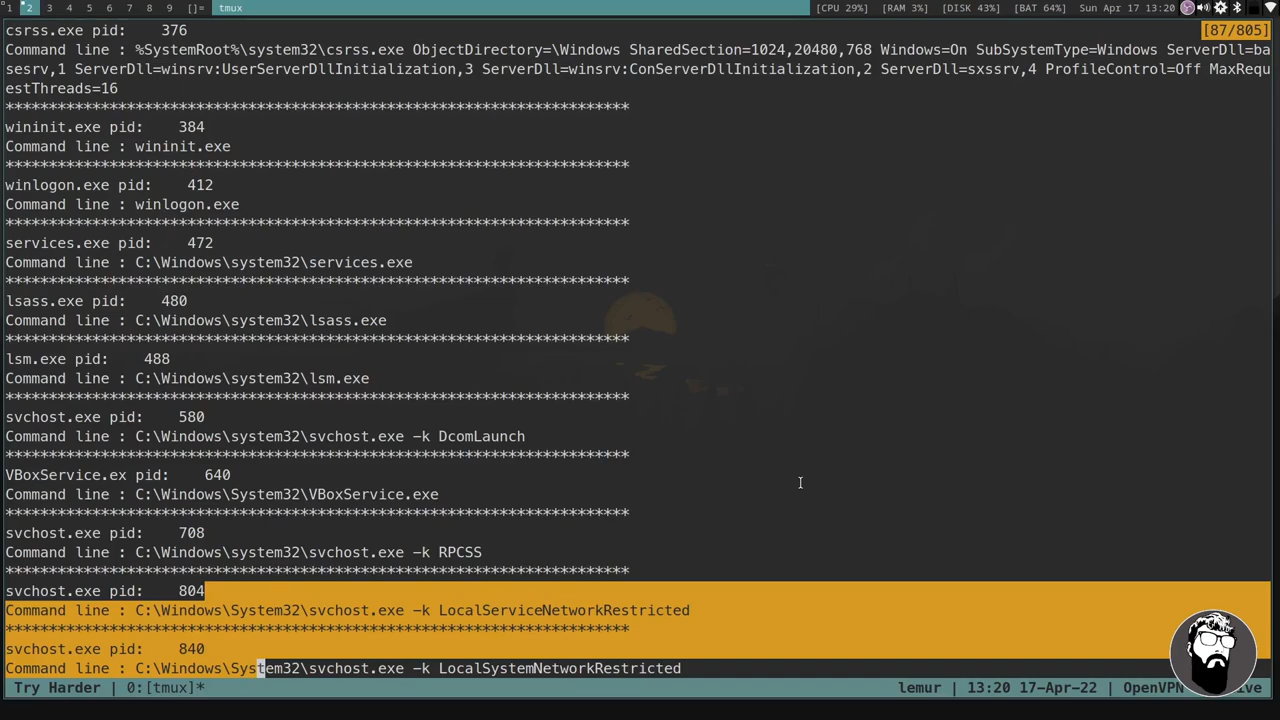 1 2 3 4 5 6 7 8 9 []= tmux [CPU 29%] [RAM 3%] [DISK 43%] [BAT 64%] Sun Apr 17 13:20
csrss.exe pid:    376 [87/805]
Command line : %SystemRoot%\system32\csrss.exe ObjectDirectory=\Windows SharedSection=1024,20480,768 Windows=On SubSystemType=Windows ServerDll=ba
sesrv,1 ServerDll=winsrv:UserServerDllInitialization,3 ServerDll=winsrv:ConServerDllInitialization,2 ServerDll=sxssrv,4 ProfileControl=Off MaxRequ
estThreads=16
************************************************************************
wininit.exe pid:    384
Command line : wininit.exe
************************************************************************
winlogon.exe pid:    412
Command line : winlogon.exe
************************************************************************
services.exe pid:    472
Command line : C:\Windows\system32\services.exe
************************************************************************
lsass.exe pid:    480
Command line : C:\Windows\system32\lsass.exe
************************************************************************
lsm.exe pid:    488
Command line : C:\Windows\system32\lsm.exe
************************************************************************
svchost.exe pid:    580
Command line : C:\Windows\system32\svchost.exe -k DcomLaunch
************************************************************************
VBoxService.ex pid:    640
Command line : C:\Windows\System32\VBoxService.exe
************************************************************************
svchost.exe pid:    708
Command line : C:\Windows\system32\svchost.exe -k RPCSS
************************************************************************
svchost.exe pid:    804
Command line : C:\Windows\System32\svchost.exe -k LocalServiceNetworkRestricted
************************************************************************
svchost.exe pid:    840
Command line : C:\Windows\System32\svchost.exe -k LocalSystemNetworkRestricted
Try Harder | 0:[tmux]* lemur | 13:20 17-Apr-22 | OpenVPN